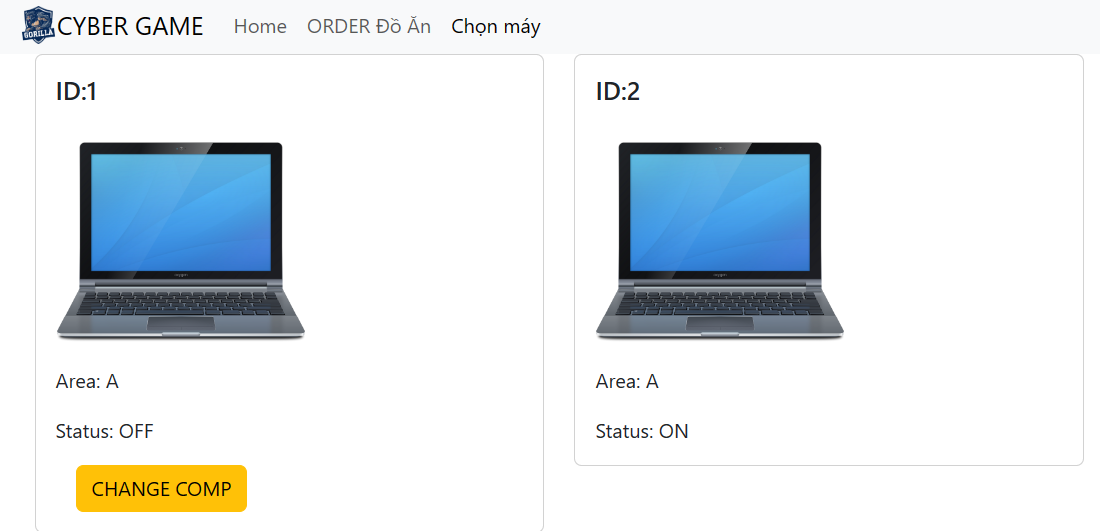 GORILLA
CYBER GAME Home ORDER Đồ Ăn Chọn máy
ID:1
Area: A
Status: OFF
CHANGE COMP
ID:2
Area: A
Status: ON